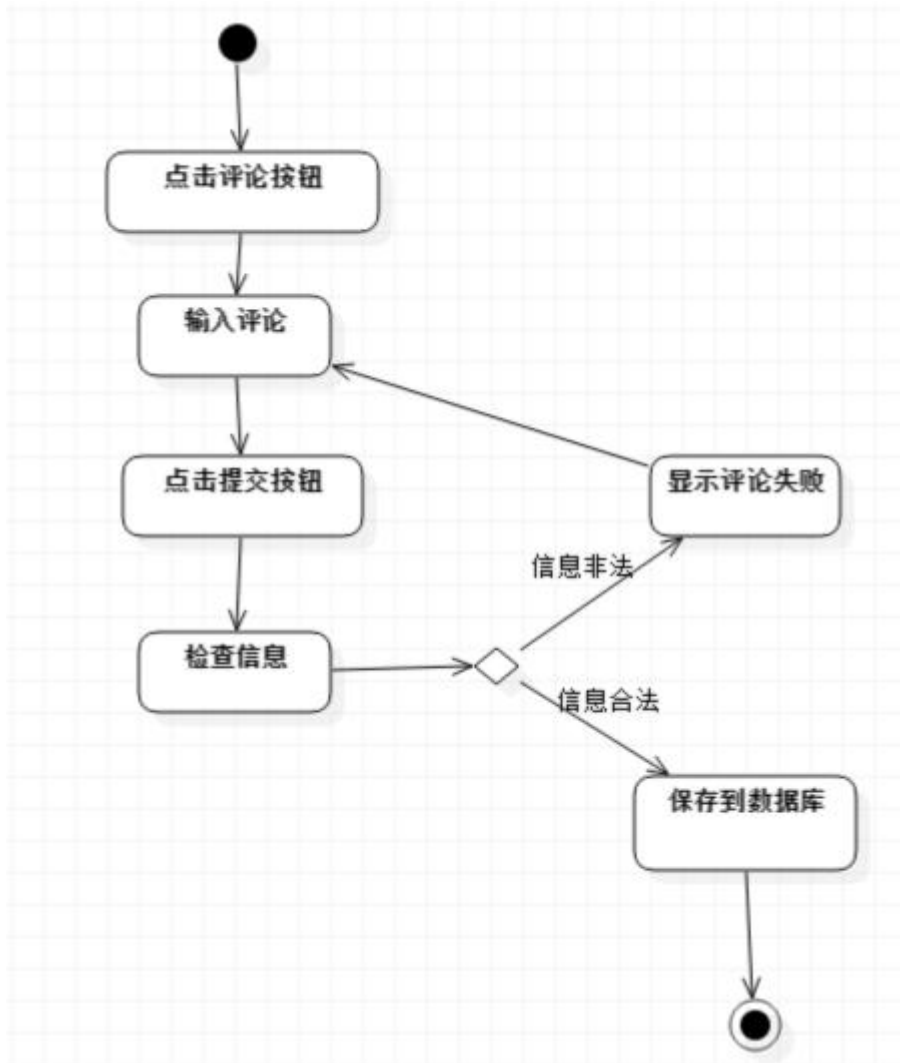 点击评论按钮
输入评论
点击提交按钮
显示评论失败
信息非法
检查信息
信息合法
保存到数据库